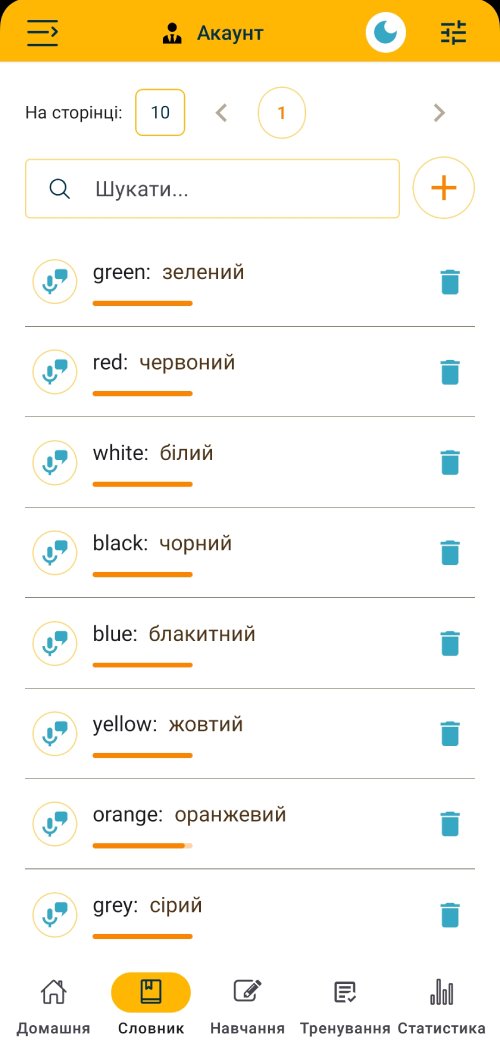 Акаунт
На сторінці: 10 1
Шукати...
green: зелений
red: червоний
white: білий
black: чорний
blue: блакитний
yellow: жовтий
orange: оранжевий
grey: сірий
Домашня Словник Навчання Тренування Статистика